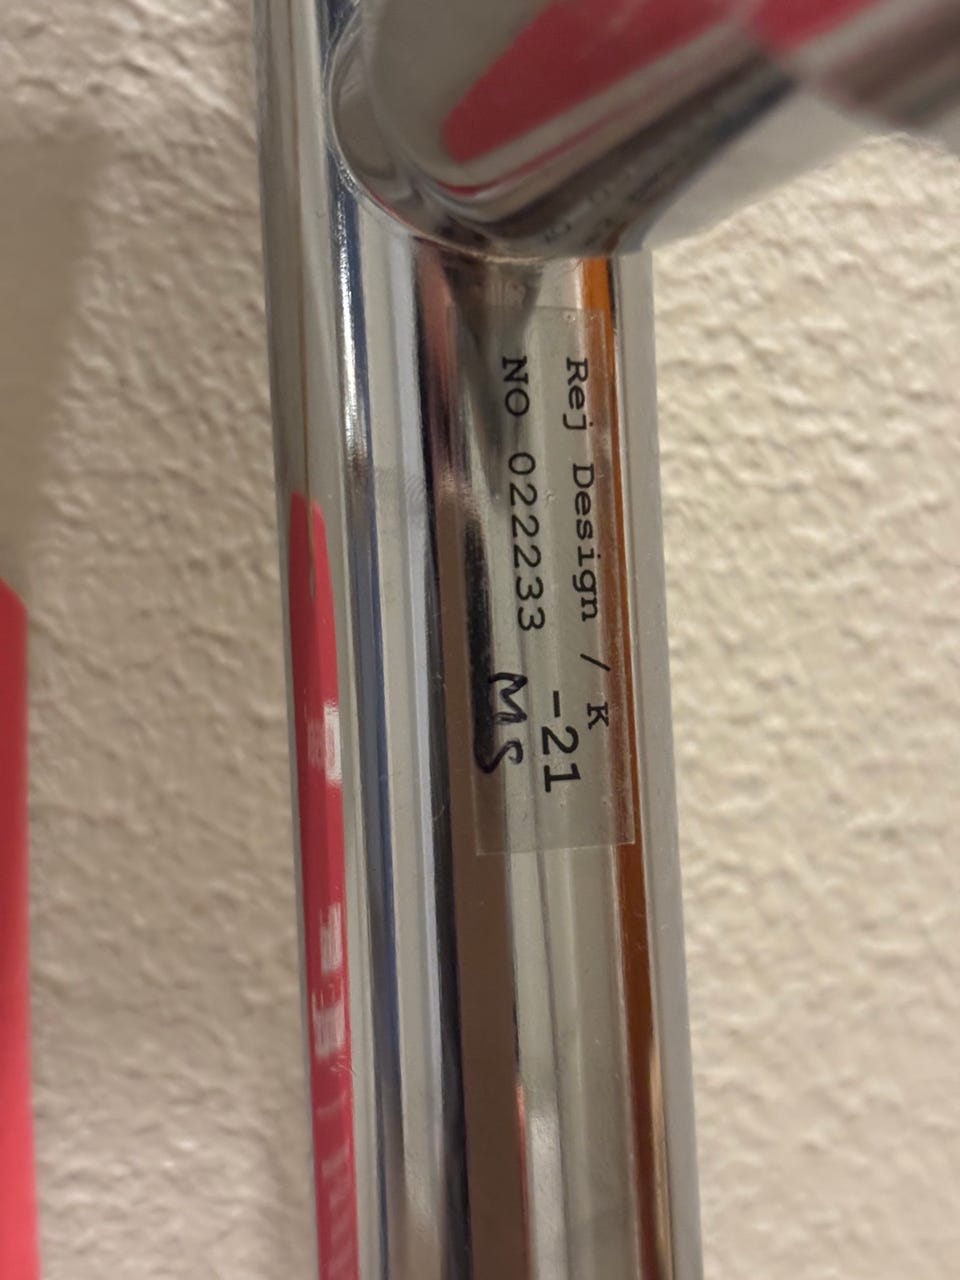 Rej Design / K
-21
NO 022233
MS